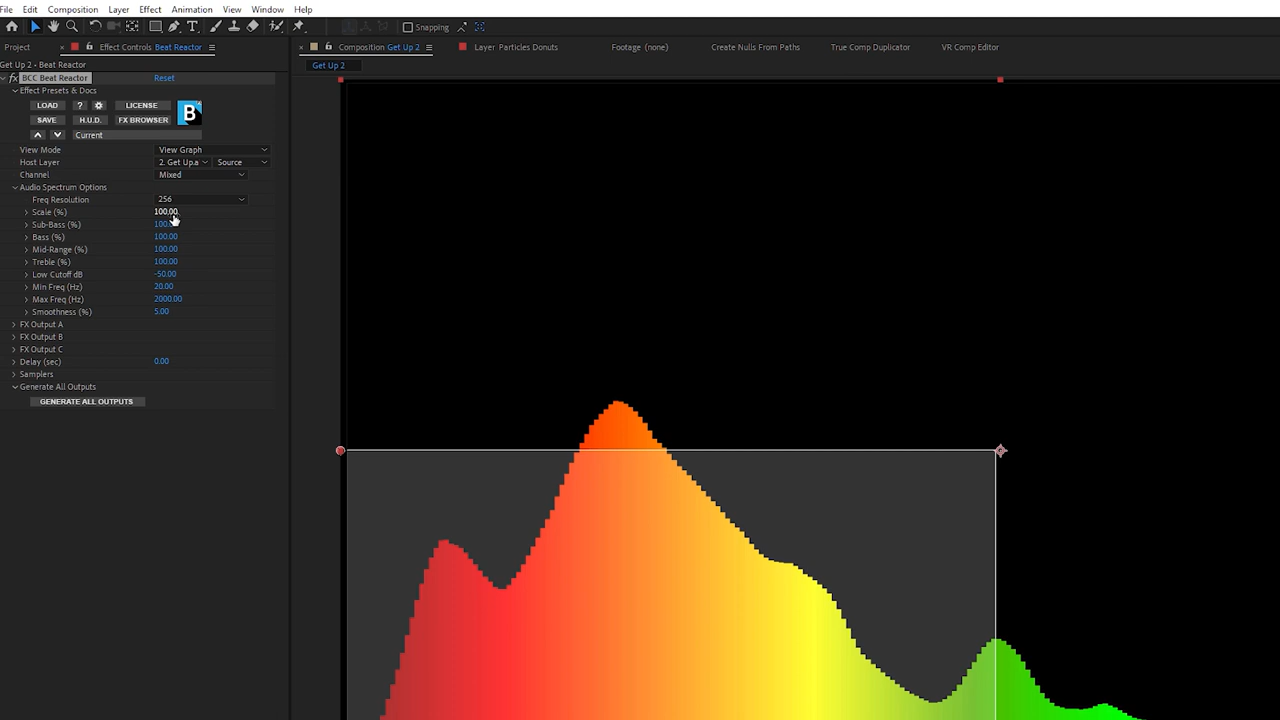 File Edit Composition Layer Effect Animation View Window Help
Snapping
Project × Effect Controls Beat Reactor
× Composition Get Up 2 Layer Particles Donuts Footage (none) Create Nulls From Paths True Comp Duplicator VR Comp Editor
Get Up 2 - Beat Reactor
Get Up 2
fx BCC Beat Reactor Reset
Effect Presets & Docs
LOAD ? LICENSE
B
SAVE H.U.D. FX BROWSER
Current
View Mode View Graph
Host Layer 2. Get Up.a Source
Channel Mixed
Audio Spectrum Options
Freq Resolution 256
Scale (%) 100.00
Sub-Bass (%) 100.
Bass (%) 100.00
Mid-Range (%) 100.00
Treble (%) 100.00
Low Cutoff dB -50.00
Min Freq (Hz) 20.00
Max Freq (Hz) 2000.00
Smoothness (%) 5.00
FX Output A
FX Output B
FX Output C
Delay (sec) 0.00
Samplers
Generate All Outputs
GENERATE ALL OUTPUTS